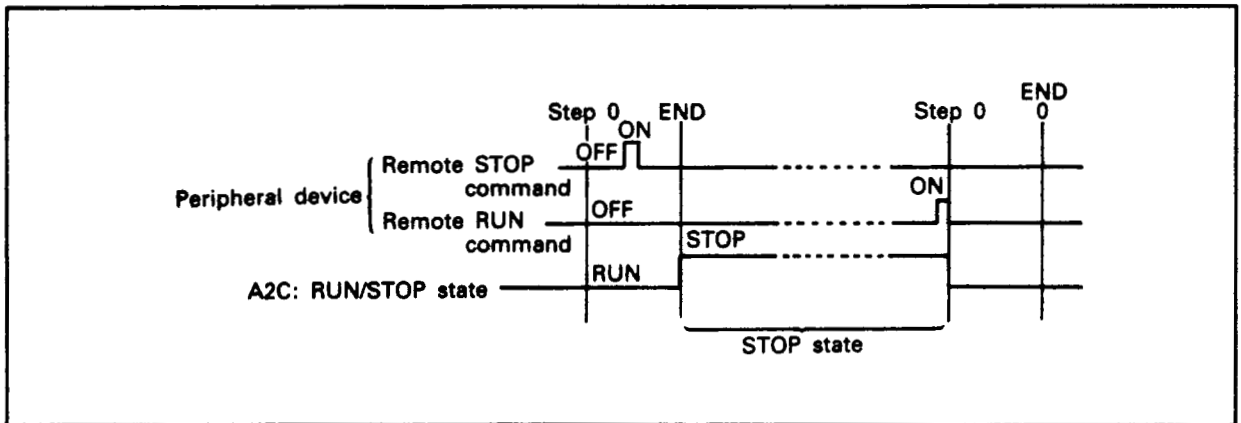 END
Step 0 END Step 0 0
ON
OFF
Remote STOP
command
ON
Peripheral device
OFF
Remote RUN
command
STOP
RUN
A2C: RUN/STOP state
STOP state